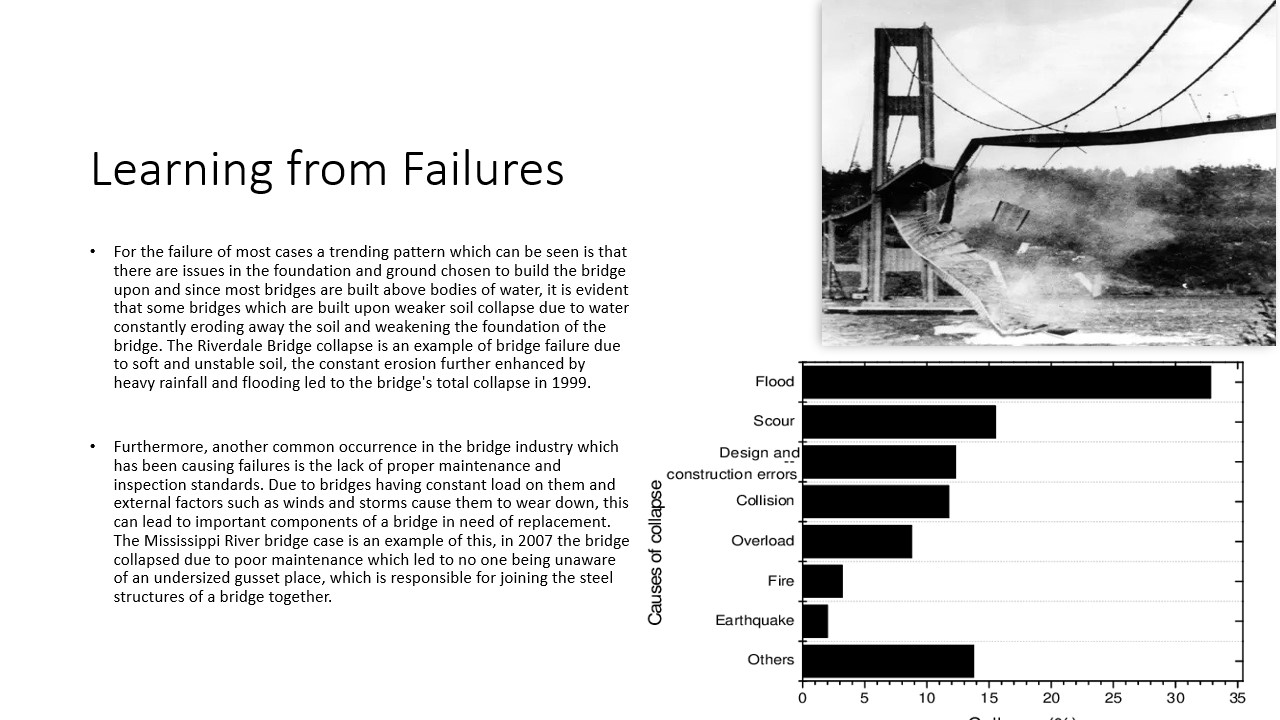 Learning from Failures
• For the failure of most cases a trending pattern which can be seen is that
there are issues in the foundation and ground chosen to build the bridge
upon and since most bridges are built above bodies of water, it is evident
that some bridges which are built upon weaker soil collapse due to water
constantly eroding away the soil and weakening the foundation of the
bridge. The Riverdale Bridge collapse is an example of bridge failure due
to soft and unstable soil, the constant erosion further enhanced by
heavy rainfall and flooding led to the bridge's total collapse in 1999.
• Furthermore, another common occurrence in the bridge industry which
has been causing failures is the lack of proper maintenance and
inspection standards. Due to bridges having constant load on them and
external factors such as winds and storms cause them to wear down, this
can lead to important components of a bridge in need of replacement.
The Mississippi River bridge case is an example of this, in 2007 the bridge
collapsed due to poor maintenance which led to no one being unaware
of an undersized gusset place, which is responsible for joining the steel
structures of a bridge together.
Causes of collapse
Flood
Scour
Design and
construction errors
Collision
Overload
Fire
Earthquake
Others
0 5 10 15 20 25 30 35